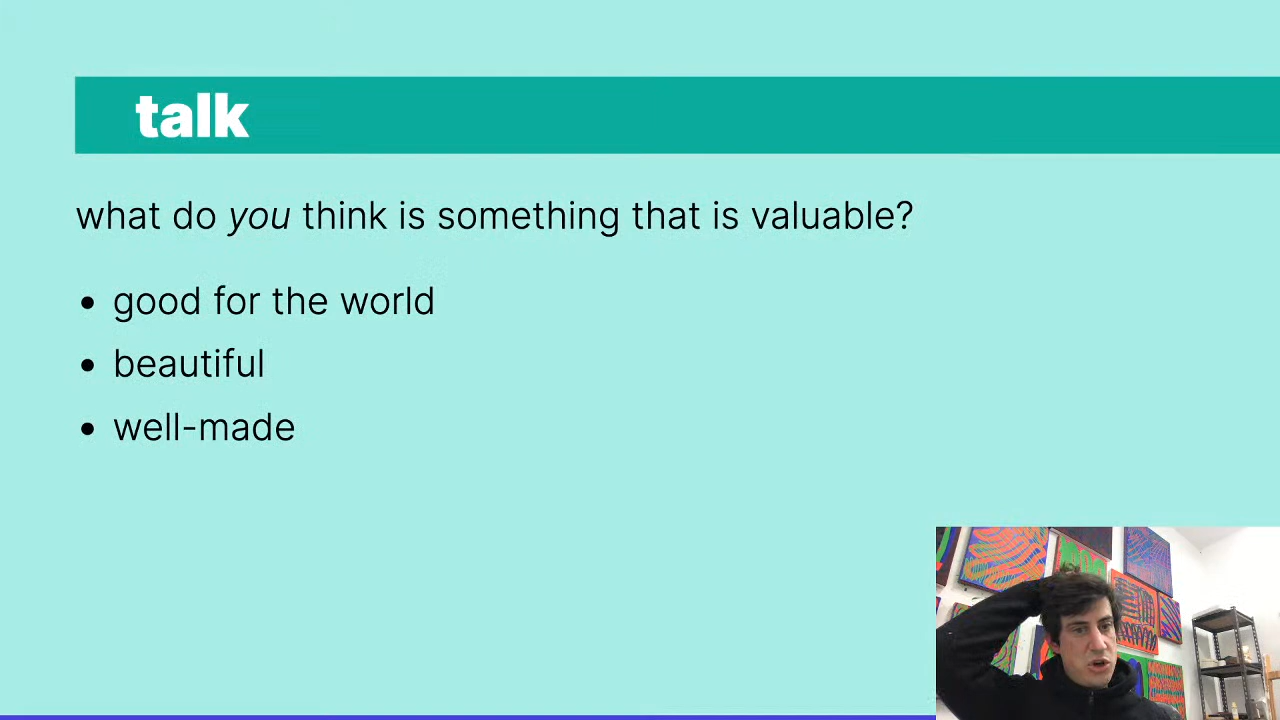 talk
what do you think is something that is valuable?
• good for the world
• beautiful
• well-made